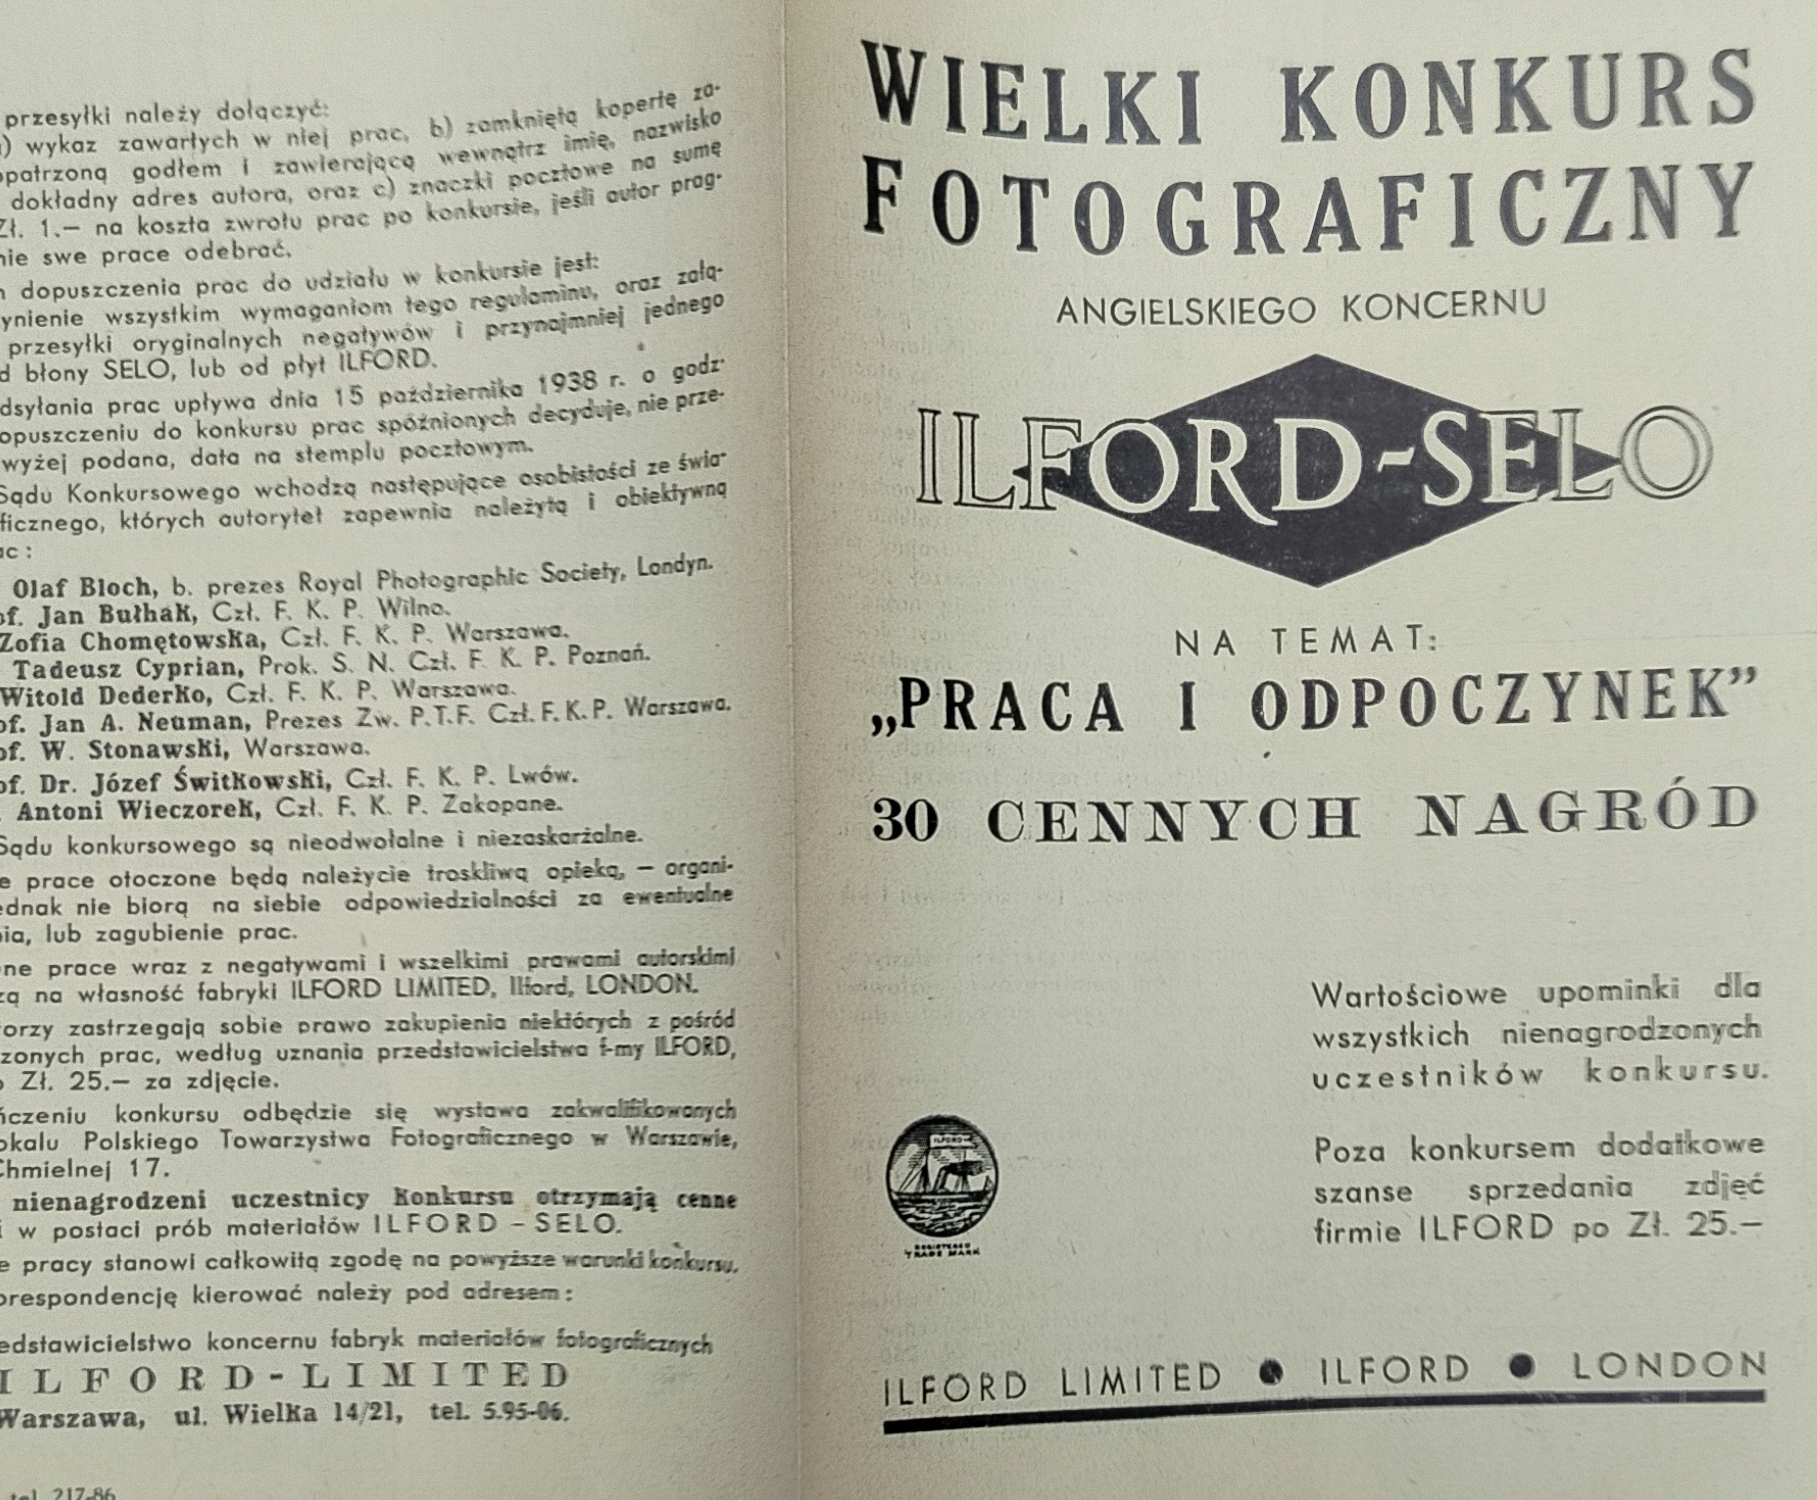 przesyłki należy dołączyć:
) wykaz zawartych w niej prac, b) zamkniętą kopertę za-
opatrzoną godłem i zawierającą wewnątrz imię, nazwisko
dokładny adres autora, oraz c) znaczki pocztowe na sumę
Zł. 1.— na koszta zwrotu prac po konkursie, jeśli autor prag-
nie swe prace odebrać.
dopuszczenia prac do udziału w konkursie jest:
ynienie wszystkim wymaganiom tego regulaminu, oraz załą-
przesyłki oryginalnych negatywów i przynajmniej jednego
d błony SELO, lub od płyt ILFORD.
dsyłania prac upływa dnia 15 października 1938 r. o godz.
opuszczeniu do konkursu prac spóźnionych decyduje, nie prze-
wyżej podana, data na stemplu pocztowym.
Sądu Konkursowego wchodzą następujące osobistości ze świa-
ficznego, których autorytet zapewnia należytą i obiektywną
ac:
Olaf Bloch, b. prezes Royal Photographic Society, Londyn.
of. Jan Bułhak, Czł. F. K. P. Wilno.
Zofia Chomętowska, Czł. F. K. P. Warszawa.
Tadeusz Cyprian, Prok. S. N. Czł. F. K. P. Poznań.
Witold Dederko, Czł. F. K. P. Warszawa.
of. Jan A. Neuman, Prezes Zw. P.T.F. Czł. F. K. P. Warszawa.
of. W. Stonawski, Warszawa.
of. Dr. Józef Świtkowski, Czł. F. K. P. Lwów.
Antoni Wieczorek, Czł. F. K. P. Zakopane.
Sądu konkursowego są nieodwołalne i niezaskarżalne.
e prace otoczone będą należycie troskliwą opieką, — organi-
ednak nie biorą na siebie odpowiedzialności za ewentualne
nia, lub zagubienie prac.
ne prace wraz z negatywami i wszelkimi prawami autorskimi
zą na własność fabryki ILFORD LIMITED, Ilford, LONDON.
orzy zastrzegają sobie prawo zakupienia niektórych z pośród
zonych prac, według uznania przedstawicielstwa f-my ILFORD,
o Zł. 25.— za zdjęcie.
ńczeniu konkursu odbędzie się wystawa zakwalifikowanych
okalu Polskiego Towarzystwa Fotograficznego w Warszawie,
Chmielnej 17.
nienagrodzeni uczestnicy Konkursu otrzymają cenne
i w postaci prób materiałów ILFORD - SELO.
e pracy stanowi całkowitą zgodę na powyższe warunki konkursu.
orespondencję kierować należy pod adresem:
edstawicielstwo koncernu fabryk materiałów fotograficznych
ILFORD-LIMITED
Warszawa, ul. Wielka 14/21, tel. 5.95-06.
tel. 217-86
WIELKI KONKURS
FOTOGRAFICZNY
ANGIELSKIEGO KONCERNU
ILFORD-SELO
NA TEMAT:
„PRACA I ODPOCZYNEK”
30 CENNYCH NAGRÓD
Wartościowe upominki dla
wszystkich nienagrodzonych
uczestników konkursu.
Poza konkursem dodatkowe
szanse sprzedania zdjęć
firmie ILFORD po Zł. 25.—
ILFORD
REGISTERED
TRADE MARK
ILFORD LIMITED ● ILFORD ● LONDON